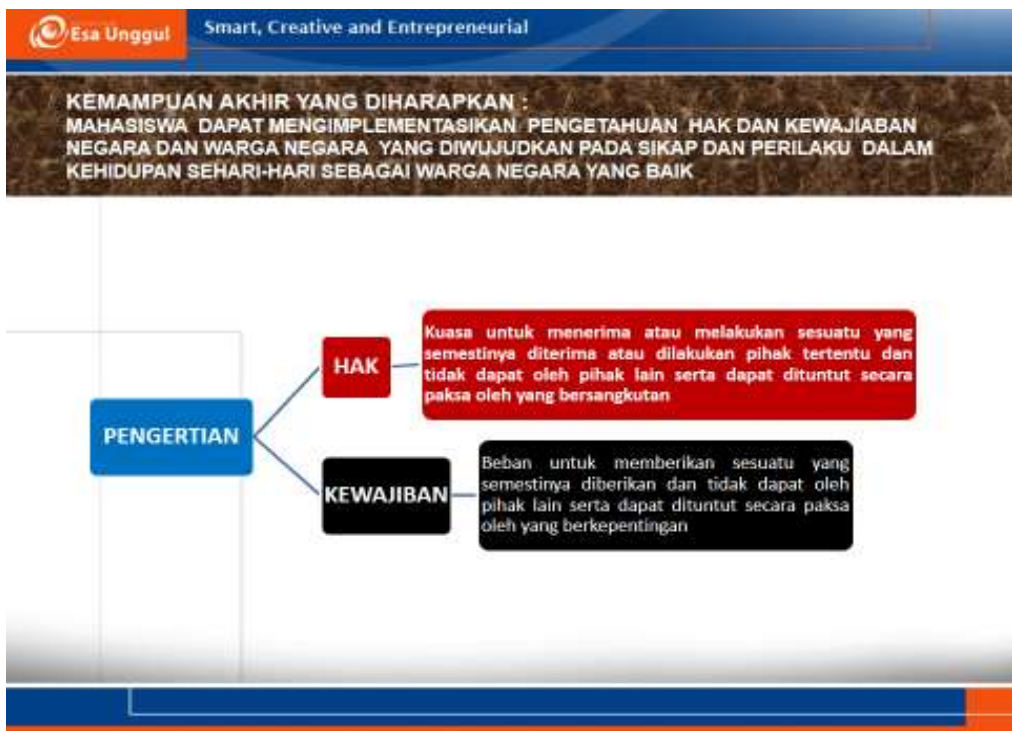 Esa Unggul
Smart, Creative and Entrepreneurial
KEMAMPUAN AKHIR YANG DIHARAPKAN :
MAHASISWA DAPAT MENGIMPLEMENTASIKAN PENGETAHUAN HAK DAN KEWAJIABAN
NEGARA DAN WARGA NEGARA YANG DIWUJUDKAN PADA SIKAP DAN PERILAKU DALAM
KEHIDUPAN SEHARI-HARI SEBAGAI WARGA NEGARA YANG BAIK
PENGERTIAN
HAK
Kuasa untuk menerima atau melakukan sesuatu yang
semestinya diterima atau dilakukan pihak tertentu dan
tidak dapat oleh pihak lain serta dapat dituntut secara
paksa oleh yang bersangkutan
KEWAJIBAN
Beban untuk memberikan sesuatu yang
semestinya diberikan dan tidak dapat oleh
pihak lain serta dapat dituntut secara paksa
oleh yang berkepentingan